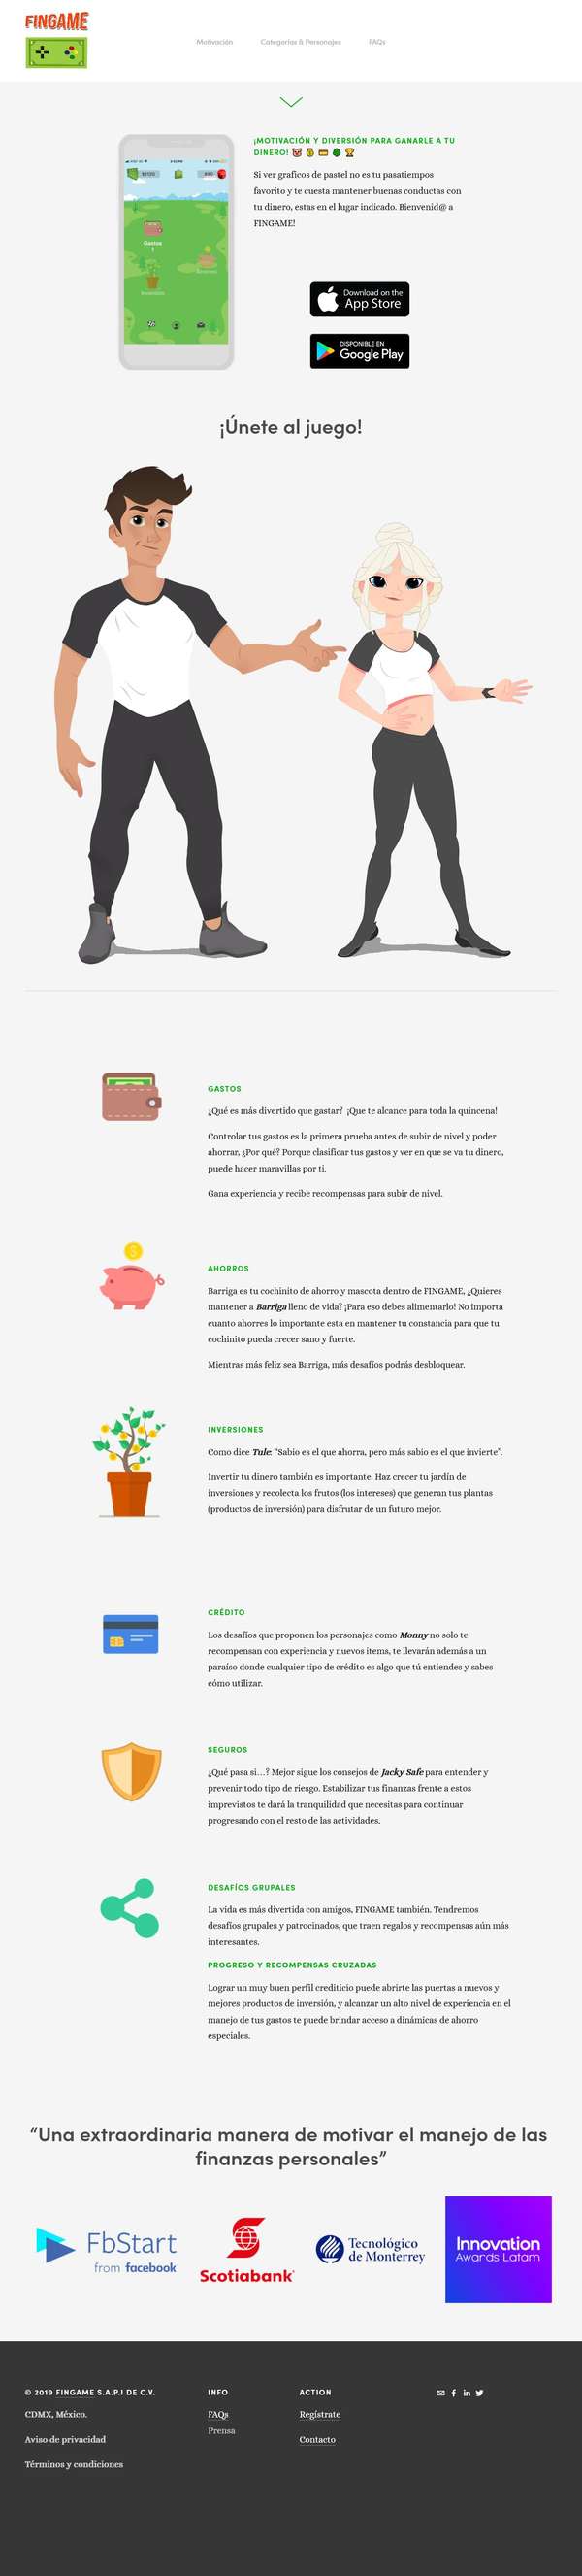 FINGAME
Motivación
Categorías & Personajes
FAQs
¡MOTIVACIÓN Y DIVERSIÓN PARA GANARLE A TU
DINERO!
Si ver graficos de pastel no es tu pasatiempos
favorito y te cuesta mantener buenas conductas con
tu dinero, estas en el lugar indicado. Bienvenid@ a
FINGAME!
Gastos
Download on the
App Store
DISPONIBLE EN
Google Play
¡Únete al juego!
GASTOS
¿Qué es más divertido que gastar? ¡Que te alcance para toda la quincena!
Controlar tus gastos es la primera prueba antes de subir de nivel y poder
ahorrar, ¿Por qué? Porque clasificar tus gastos y ver en que se va tu dinero,
puede hacer maravillas por ti.
Gana experiencia y recibe recompensas para subir de nivel.
AHORROS
Barriga es tu cochinito de ahorro y mascota dentro de FINGAME, ¿Quieres
mantener a Barriga lleno de vida? ¡Para eso debes alimentarlo! No importa
cuanto ahorres lo importante esta en mantener tu constancia para que tu
cochinito pueda crecer sano y fuerte.
Mientras más feliz sea Barriga, más desafíos podrás desbloquear.
INVERSIONES
Como dice Tule: “Sabio es el que ahorra, pero más sabio es el que invierte”.
Invertir tu dinero también es importante. Haz crecer tu jardín de
inversiones y recolecta los frutos (los intereses) que generan tus plantas
(productos de inversión) para disfrutar de un futuro mejor.
CRÉDITO
Los desafíos que proponen los personajes como Monny no solo te
recompensan con experiencia y nuevos items, te llevarán además a un
paraíso donde cualquier tipo de crédito es algo que tú entiendes y sabes
cómo utilizar.
SEGUROS
¿Qué pasa si…? Mejor sigue los consejos de Jacky Safe para entender y
prevenir todo tipo de riesgo. Estabilizar tus finanzas frente a estos
imprevistos te dará la tranquilidad que necesitas para continuar
progresando con el resto de las actividades.
DESAFÍOS GRUPALES
La vida es más divertida con amigos, FINGAME también. Tendremos
desafíos grupales y patrocinados, que traen regalos y recompensas aún más
interesantes.
PROGRESO Y RECOMPENSAS CRUZADAS
Lograr un muy buen perfil crediticio puede abrirte las puertas a nuevos y
mejores productos de inversión, y alcanzar un alto nivel de experiencia en el
manejo de tus gastos te puede brindar acceso a dinámicas de ahorro
especiales.
“Una extraordinaria manera de motivar el manejo de las
finanzas personales”
FbStart
from facebook
Scotiabank
Tecnológico
de Monterrey
Innovation
Awards Latam
© 2019 FINGAME S.A.P.I DE C.V.
CDMX, México.
Aviso de privacidad
Términos y condiciones
INFO
FAQs
Prensa
ACTION
Regístrate
Contacto